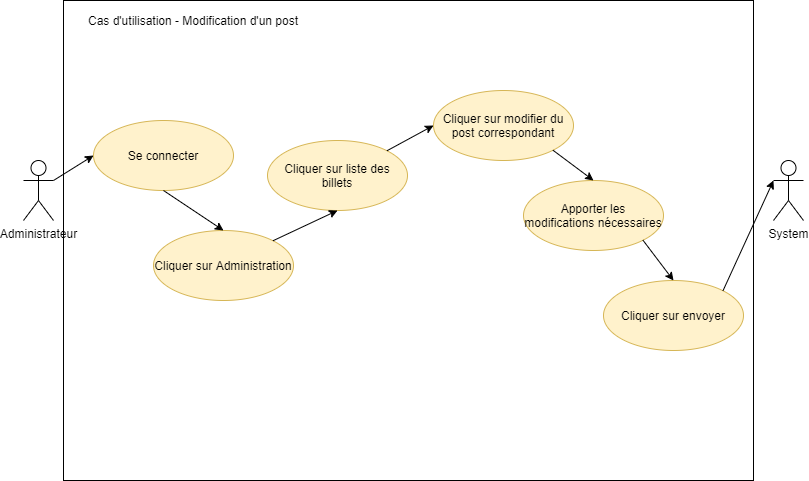 Cas d'utilisation - Modification d'un post
Administrateur
Se connecter
Cliquer sur Administration
Cliquer sur liste des
billets
Cliquer sur modifier du
post correspondant
Apporter les
modifications nécessaires
Cliquer sur envoyer
System